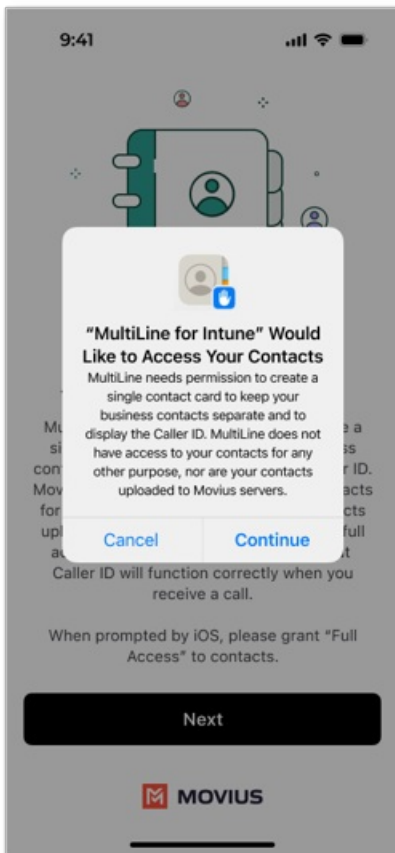 9:41
“MultiLine for Intune” Would
Like to Access Your Contacts
MultiLine needs permission to create a
single contact card to keep your
business contacts separate and to
display the Caller ID. MultiLine does not
have access to your contacts for any
other purpose, nor are your contacts
uploaded to Movius servers.
Cancel
Continue
Caller ID will function correctly when you
receive a call.
When prompted by iOS, please grant “Full
Access” to contacts.
Next
MOVIUS